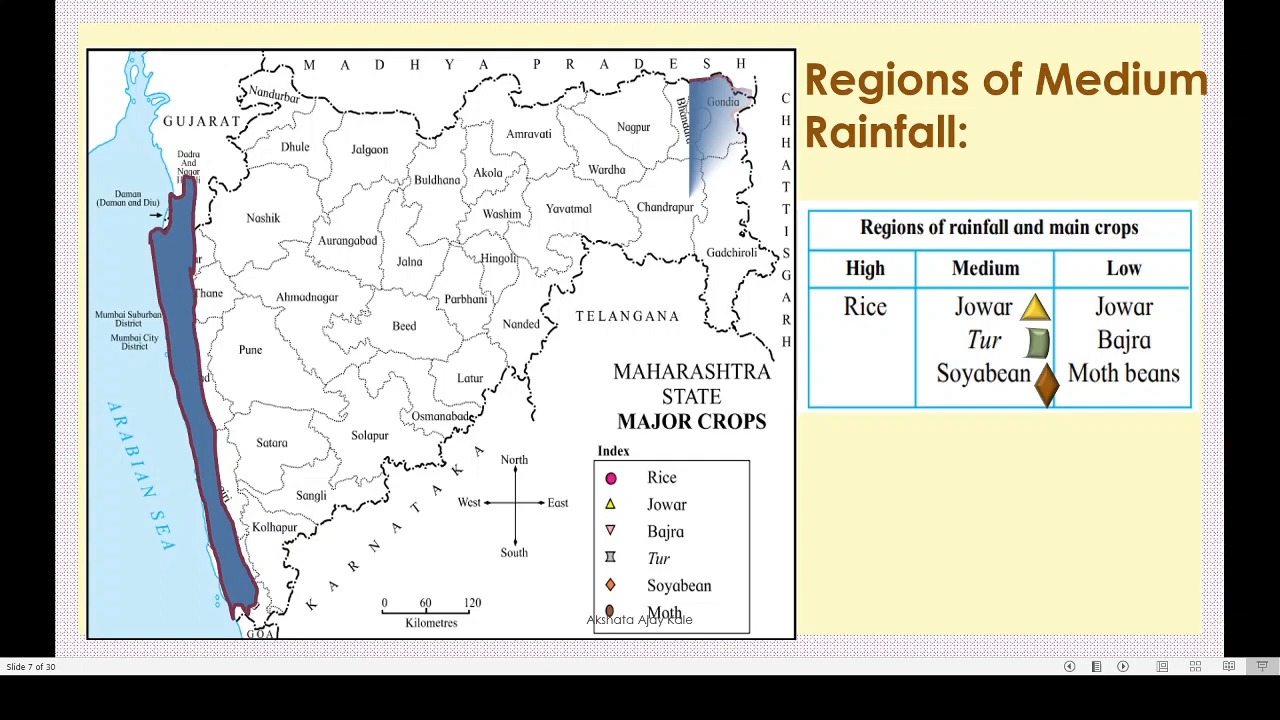 Regions of Medium
Rainfall:
Regions of rainfall and main crops
High
Medium
Low
Rice
Jowar
Jowar
Tur
Bajra
Soyabean
Moth beans
MADHYA PRADESH
GUJARAT
CHHATTISGARH
Nandurbar
Gondia
Dhule
Jalgaon
Amravati
Nagpur
Dadra
And
Nagar
Buldhana
Akola
Wardha
Daman
(Daman and Diu)
Nashik
Washim
Yavatmal
Chandrapur
Aurangabad
Jalna
Hingoli
Gadchiroli
Thane
Ahmadnagar
Parbhani
Mumbai Suburban
District
Mumbai City
District
Beed
Nanded
TELANGANA
Pune
Latur
MAHARASHTRA
STATE
MAJOR CROPS
Osmanabad
ARABIAN SEA
Satara
Solapur
Sangli
Kolhapur
KARNATAKA
GOA
North
West
East
South
0 60 120
Kilometres
Index
Rice
Jowar
Bajra
Tur
Soyabean
Moth
Akshata Ajay Kale
Slide 7 of 30